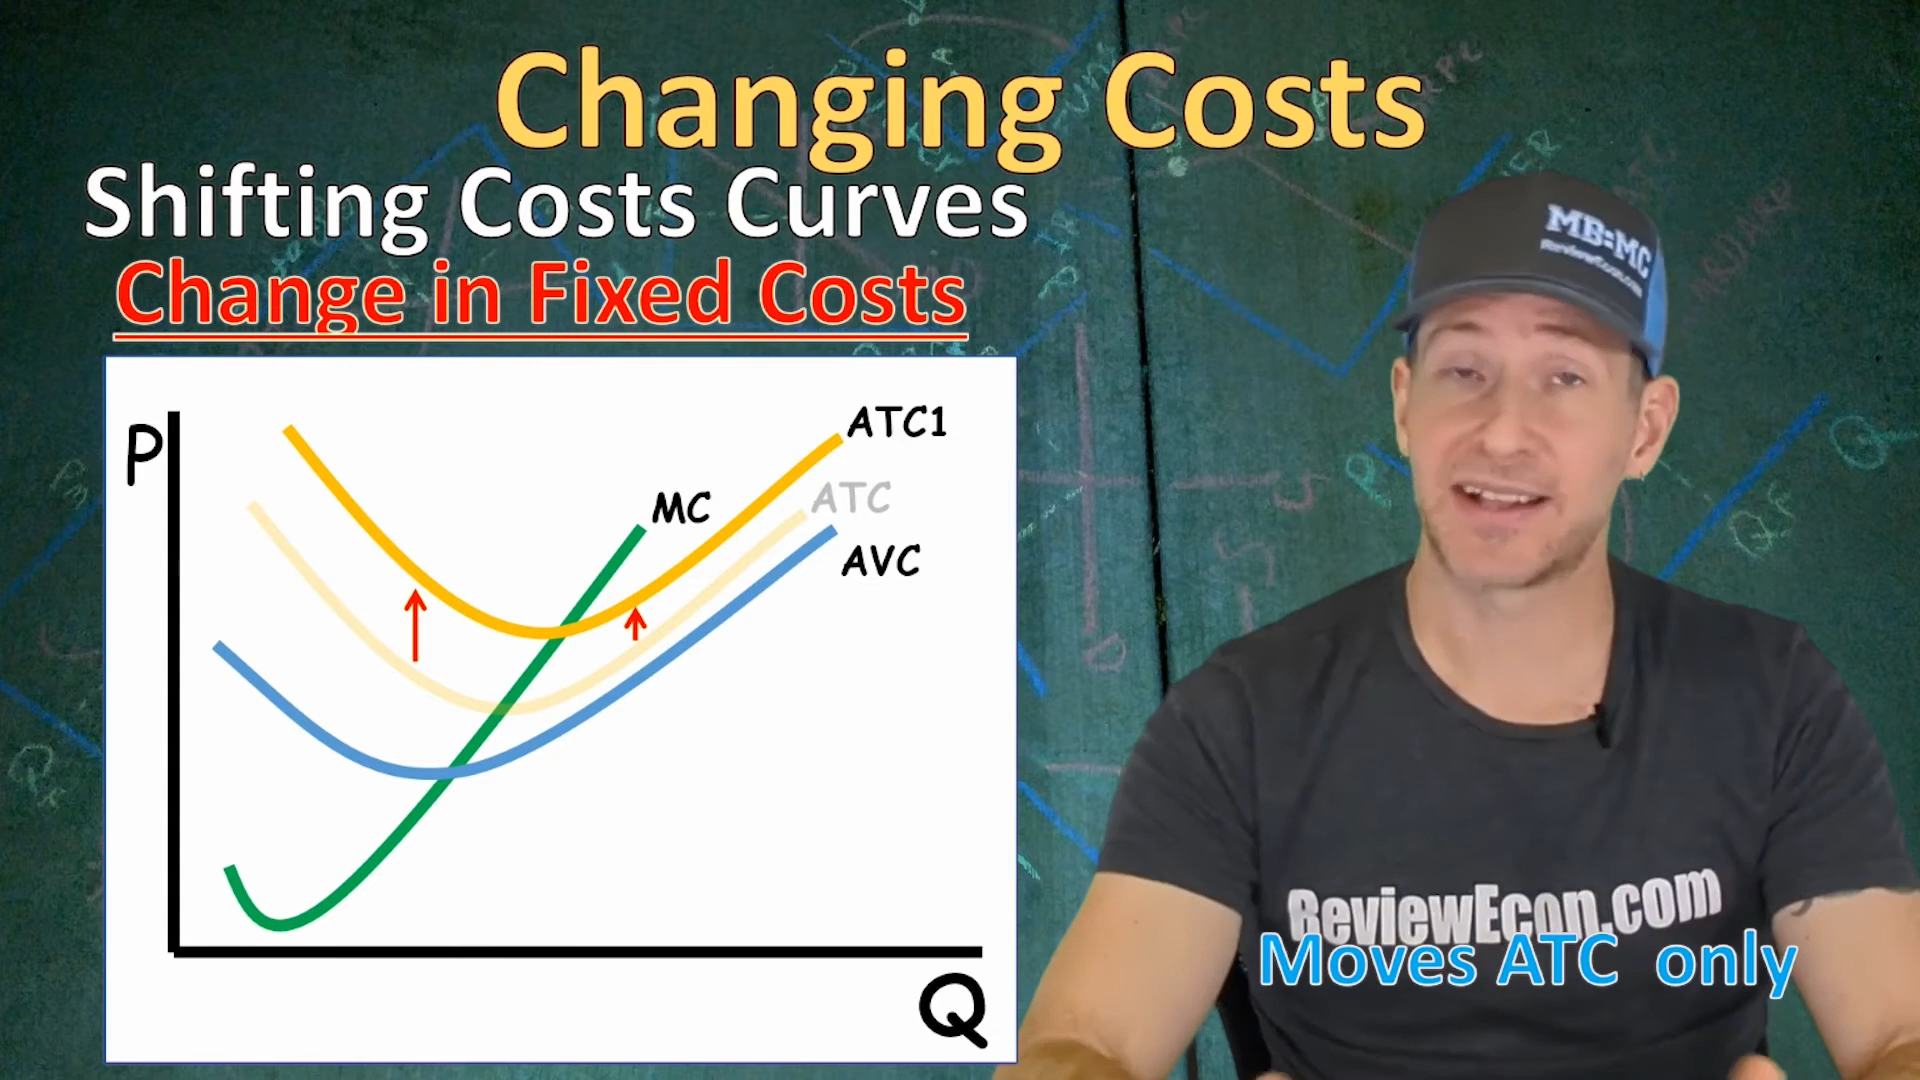 Changing Costs
Shifting Costs Curves
Change in Fixed Costs
P
ATC1
MC
ATC
AVC
Q
MB=MC
ReviewEcon.com
ReviewEcon.com
Moves ATC only